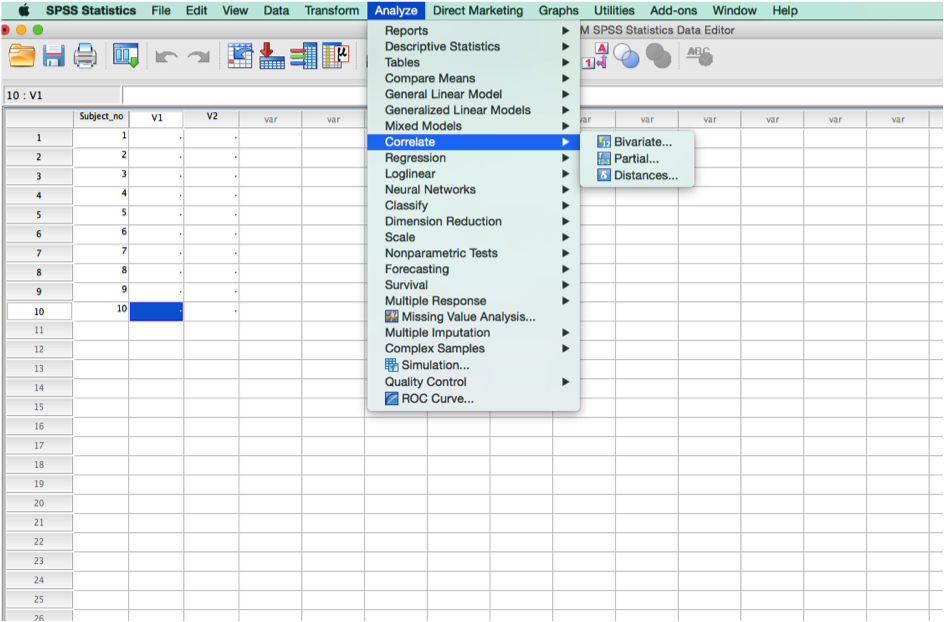 SPSS Statistics File Edit View Data Transform Analyze Direct Marketing Graphs Utilities Add-ons Window Help
M SPSS Statistics Data Editor
Reports
Descriptive Statistics
Tables
Compare Means
General Linear Model
Generalized Linear Models
Mixed Models
Correlate
Regression
Loglinear
Neural Networks
Classify
Dimension Reduction
Scale
Nonparametric Tests
Forecasting
Survival
Multiple Response
Missing Value Analysis...
Multiple Imputation
Complex Samples
Simulation...
Quality Control
ROC Curve...
Bivariate...
Partial...
Distances...
A
1
ABC
10 : V1
Subject_no V1 V2 var var var var var var var var
1 1 . .
2 2 . .
3 3 . .
4 4 . .
5 5 . .
6 6 . .
7 7 . .
8 8 . .
9 9 . .
10 10 . .
11
12
13
14
15
16
17
18
19
20
21
22
23
24
25
26